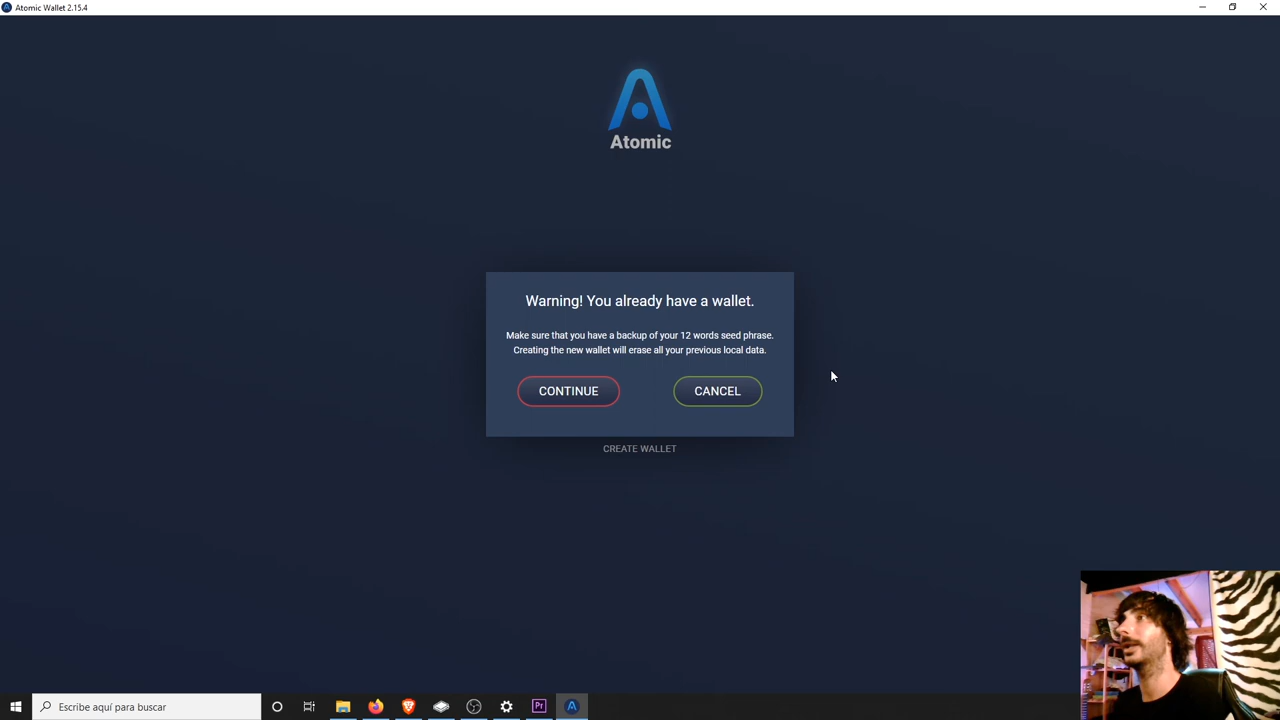 Atomic Wallet 2.15.4
Atomic
Warning! You already have a wallet.
Make sure that you have a backup of your 12 words seed phrase.
Creating the new wallet will erase all your previous local data.
CONTINUE
CANCEL
CREATE WALLET
Escribe aquí para buscar
Pr